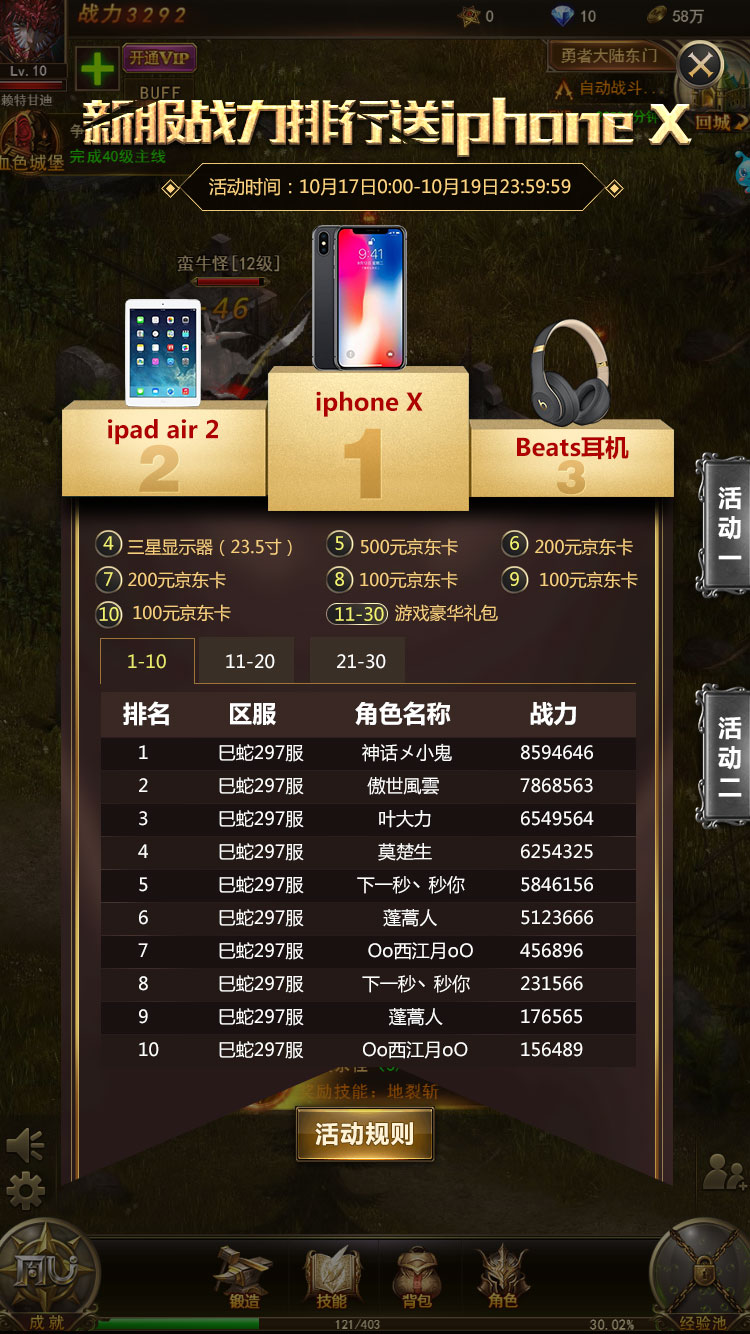 战力3292
0
10
58万
Lv. 10
开通VIP
勇者大陆东门
赖特甘迪
BUFF
自动战斗...
新服战力排行送iphone X
回城
血色城堡
完成40级主线
活动时间：10月17日0:00-10月19日23:59:59
9:41
蛮牛怪[12级]
-46
iphone X
1
ipad air 2
2
Beats耳机
3
活动一
④ 三星显示器（23.5寸）
⑤ 500元京东卡
⑥ 200元京东卡
⑦ 200元京东卡
⑧ 100元京东卡
⑨ 100元京东卡
⑩ 100元京东卡
11-30 游戏豪华礼包
1-10 11-20 21-30
排名 区服 角色名称 战力
1 巳蛇297服 神话メ小鬼 8594646
2 巳蛇297服 傲世風雲 7868563
3 巳蛇297服 叶大力 6549564
4 巳蛇297服 莫楚生 6254325
5 巳蛇297服 下一秒丶秒你 5846156
6 巳蛇297服 蓬蒿人 5123666
7 巳蛇297服 Oo西江月oO 456896
8 巳蛇297服 下一秒丶秒你 231566
9 巳蛇297服 蓬蒿人 176565
10 巳蛇297服 Oo西江月oO 156489
活动二
奖励技能：地裂斩
活动规则
MU
成就
锻造
技能
背包
角色
经验池
121/403
30.02%